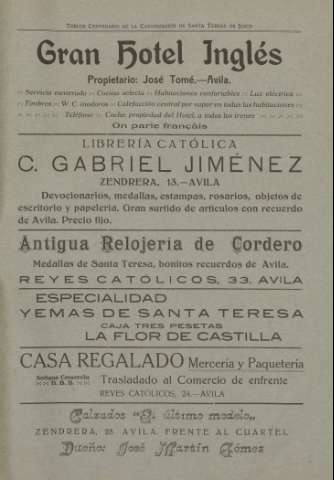 Tercer Centenario de la Canonización de Santa Teresa de Jesús
Gran Hotel Inglés
Propietario: José Tomé.—Avila.
Servicio esmerado :: Cocina selecta :: Habitaciones confortables :: Luz eléctrica ::
:: Timbres :: W. C. inodoros :: Calefacción central por vapor en todas las habitaciones ::
Teléfono :: Coche propiedad del Hotel, a todos los trenes
On parle français
LIBRERÍA CATÓLICA
C. GABRIEL JIMÉNEZ
ZENDRERA, 13.—AVILA
Devocionarios, medallas, estampas, rosarios, objetos de
escritorio y papelería. Gran surtido de artículos con recuerdo
de Avila. Precio fijo.
Antigua Relojería de Cordero
Medallas de Santa Teresa, bonitos recuerdos de Avila.
REYES CATÓLICOS, 33. AVILA
ESPECIALIDAD
YEMAS DE SANTA TERESA
CAJA TRES PESETAS
LA FLOR DE CASTILLA
CASA REGALADO Mercería y Paquetería
Trasladado al Comercio de enfrente
REYES CATÓLICOS, 24.—AVILA
Calzados "El último modelo"
ZENDRERA, 28 AVILA. FRENTE AL CUARTEL
Dueño: José Martín Gómez